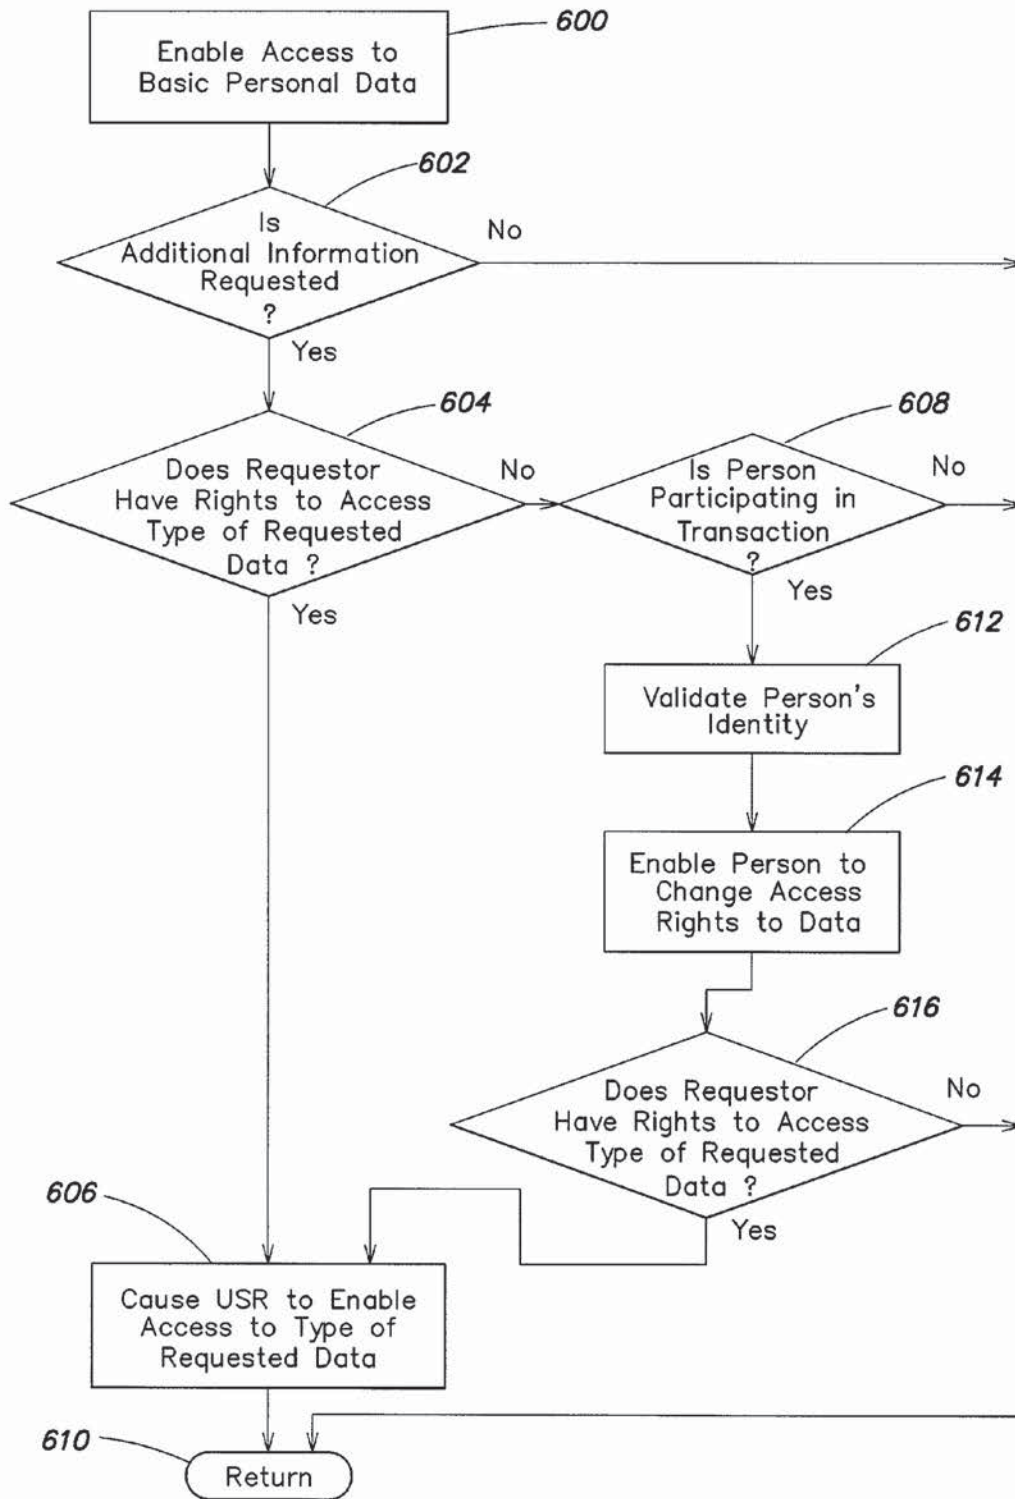 600
Enable Access to
Basic Personal Data
602
Is
Additional Information
Requested
?
No
Yes
604
Does Requestor
Have Rights to Access
Type of Requested
Data ?
No
Yes
608
Is Person
Participating in
Transaction
?
No
Yes
612
Validate Person's
Identity
614
Enable Person to
Change Access
Rights to Data
616
Does Requestor
Have Rights to Access
Type of Requested
Data ?
No
Yes
606
Cause USR to Enable
Access to Type of
Requested Data
610
Return